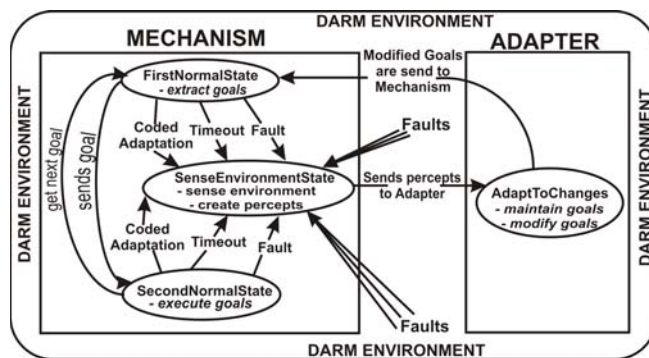 DARM ENVIRONMENT
MECHANISM
ADAPTER
DARM ENVIRONMENT
FirstNormalState
- extract goals
Modified Goals
are send to
Mechanism
get next goal
sends goal
Coded
Adaptation
Timeout
Fault
Faults
SenseEnvironmentState
- sense environment
- create percepts
Sends percepts
to Adapter
AdaptToChanges
- maintain goals
- modify goals
DARM ENVIRONMENT
Coded
Adaptation
Timeout
Fault
SecondNormalState
- execute goals
Faults
DARM ENVIRONMENT